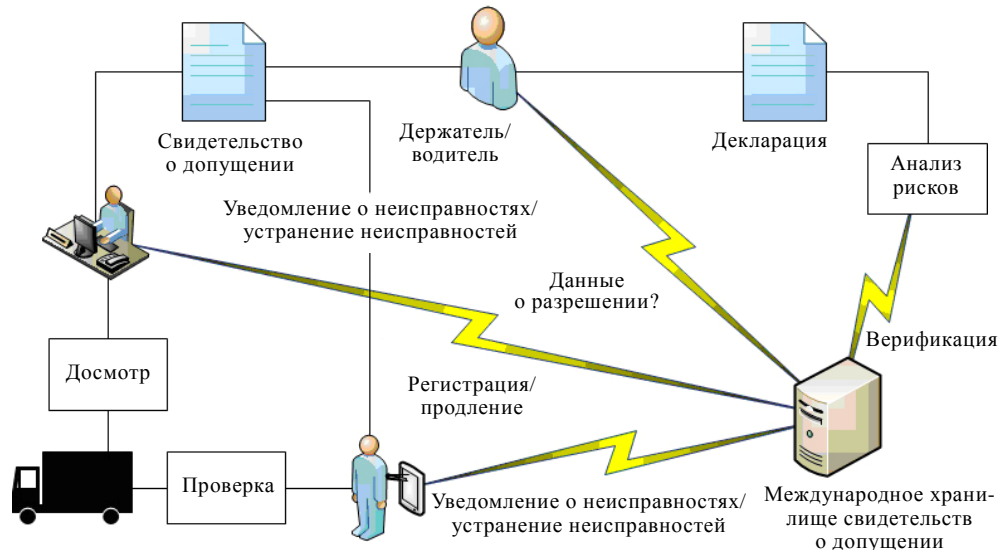 Свидетельство
о допущении
Держатель/
водитель
Декларация
Анализ
рисков
Уведомление о неисправностях/
устранение неисправностей
Данные
о разрешении?
Верификация
Досмотр
Регистрация/
продление
Проверка
Уведомление о неисправностях/
устранение неисправностей
Международное храни-
лище свидетельств
о допущении